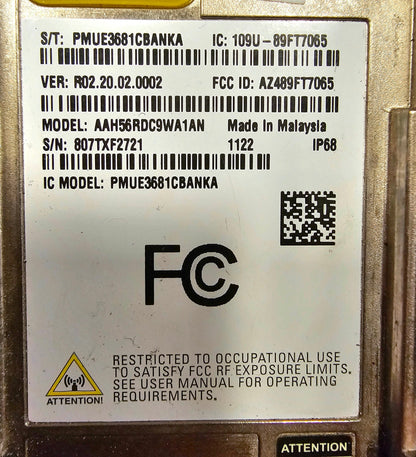 S/T: PMUE3681CBANKA IC: 109U-89FT7065
VER: R02.20.02.0002 FCC ID: AZ489FT7065
MODEL: AAH56RDC9WA1AN Made in Malaysia
S/N: 807TXF2721 1122 IP68
IC MODEL: PMUE3681CBANKA
FC
RESTRICTED TO OCCUPATIONAL USE
TO SATISFY FCC RF EXPOSURE LIMITS.
SEE USER MANUAL FOR OPERATING
REQUIREMENTS.
ATTENTION!
ATTENTION